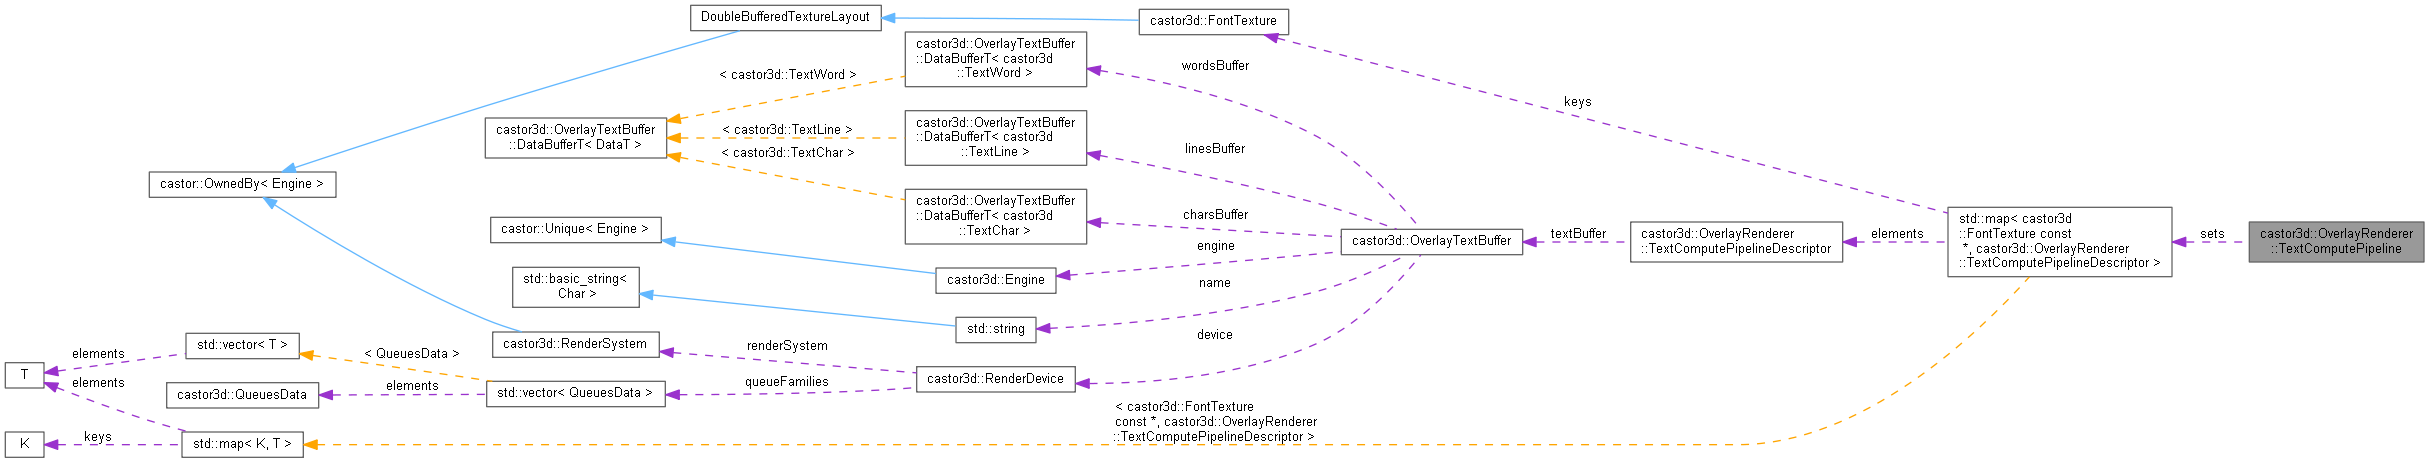 DoubleBufferedTextureLayout
castor3d::FontTexture
castor3d::OverlayTextBuffer
::DataBufferT< castor3d
::TextWord >
wordsBuffer
< castor3d::TextWord >
keys
castor3d::OverlayTextBuffer
::DataBufferT< DataT >
< castor3d::TextLine >
castor3d::OverlayTextBuffer
::DataBufferT< castor3d
::TextLine >
linesBuffer
< castor3d::TextChar >
castor::OwnedBy< Engine >
castor3d::OverlayTextBuffer
::DataBufferT< castor3d
::TextChar >
charsBuffer
castor::Unique< Engine >
engine
castor3d::OverlayTextBuffer
textBuffer
castor3d::OverlayRenderer
::TextComputePipelineDescriptor
elements
std::map< castor3d
::FontTexture const
*, castor3d::OverlayRenderer
::TextComputePipelineDescriptor >
sets
castor3d::OverlayRenderer
::TextComputePipeline
std::basic_string<
Char >
castor3d::Engine
name
std::string
device
castor3d::RenderSystem
renderSystem
std::vector< T >
elements
< QueuesData >
T
elements
castor3d::QueuesData
elements
std::vector< QueuesData >
queueFamilies
castor3d::RenderDevice
K
keys
std::map< K, T >
< castor3d::FontTexture
const *, castor3d::OverlayRenderer
::TextComputePipelineDescriptor >